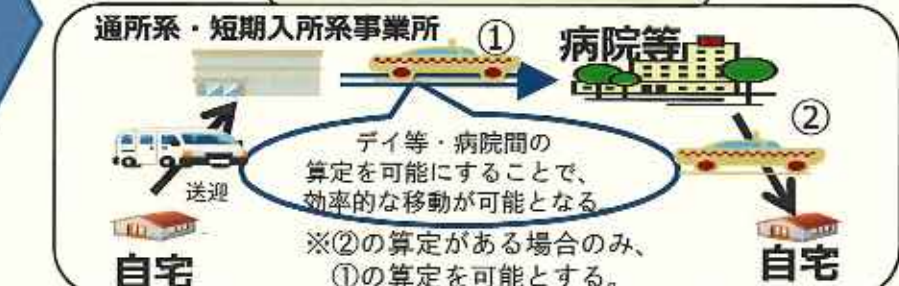 通所系・短期入所系事業所
①
病院等
②
デイ等・病院間の
算定を可能にすることで、
効率的な移動が可能となる
送迎
自宅
※②の算定がある場合のみ、
①の算定を可能とする。
自宅